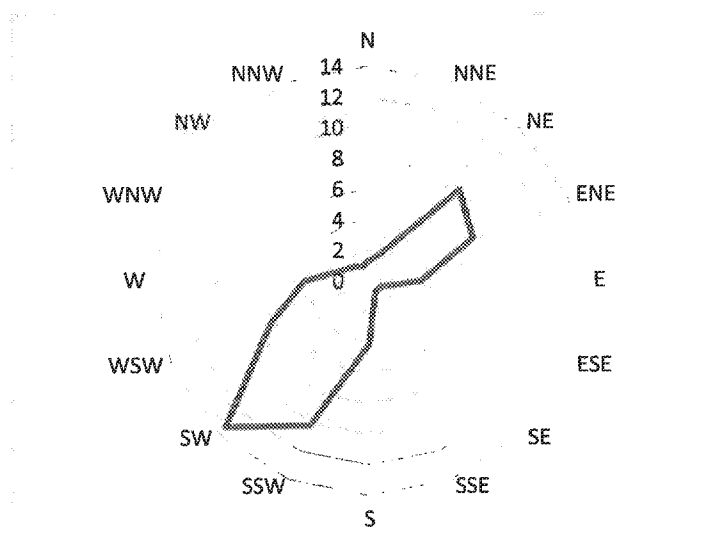 N
NNW 14 NNE
12
NW NE
10
8
WNW 6 ENE
4
2
W 0 E
WSW ESE
SW SE
SSW SSE
S